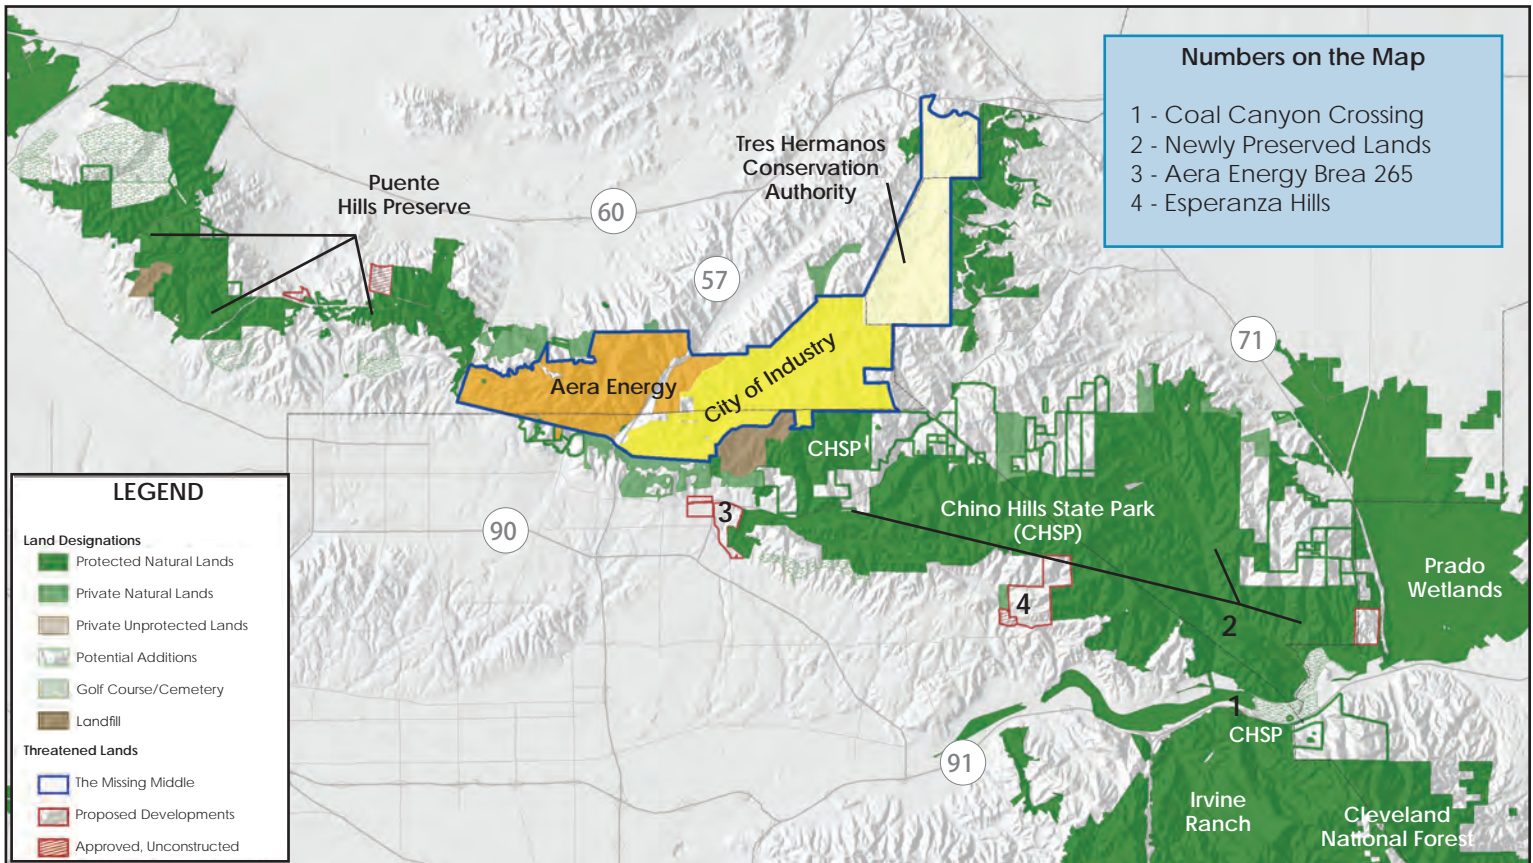 Numbers on the Map
1 - Coal Canyon Crossing
2 - Newly Preserved Lands
3 - Aera Energy Brea 265
4 - Esperanza Hills
Tres Hermanos
Conservation
Authority
Puente
Hills Preserve
60
57
71
City of Industry
Aera Energy
CHSP
Chino Hills State Park
(CHSP)
3
90
Prado
Wetlands
4
2
1
CHSP
91
Irvine
Ranch
Cleveland
National Forest
LEGEND
Land Designations
Protected Natural Lands
Private Natural Lands
Private Unprotected Lands
Potential Additions
Golf Course/Cemetery
Landfill
Threatened Lands
The Missing Middle
Proposed Developments
Approved, Unconstructed